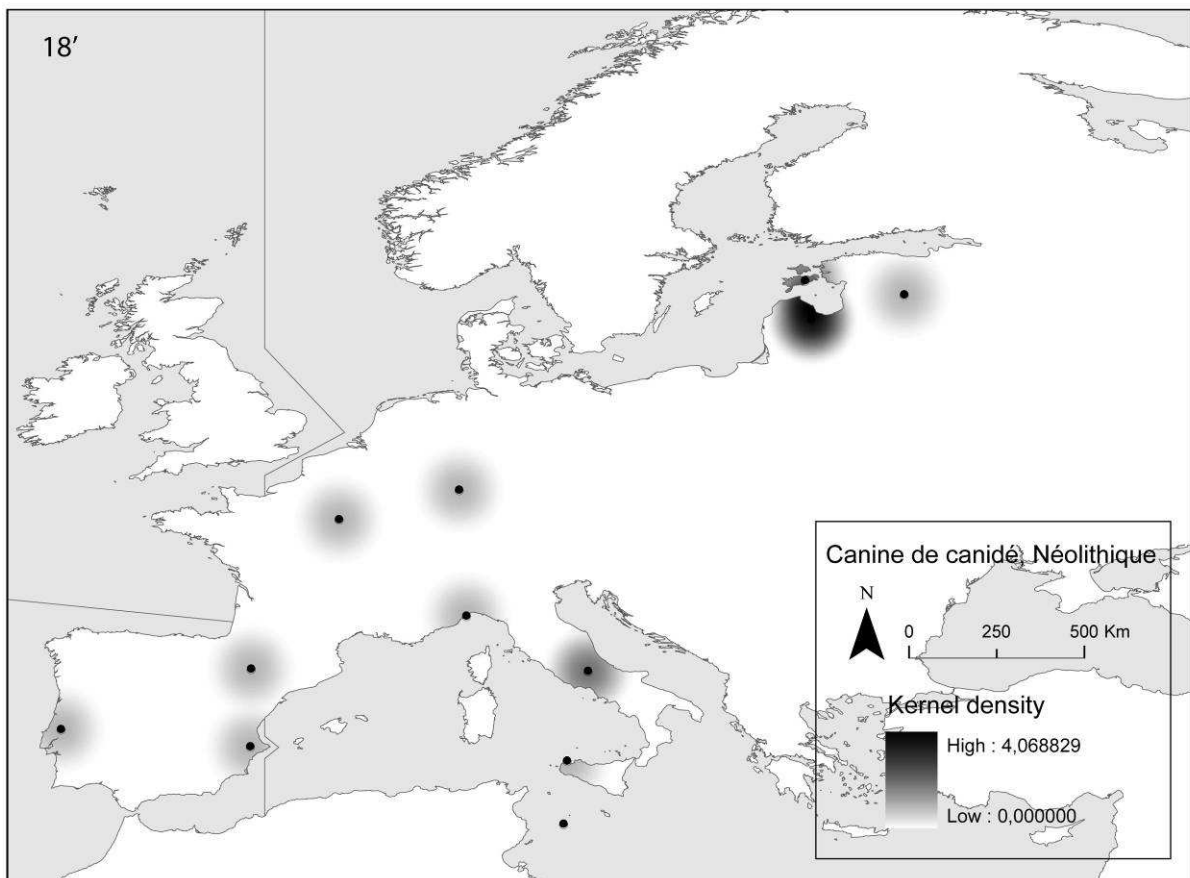 18’
Canine de canidé, Néolithique
N
0 250 500 Km
Kernel density
High : 4,068829
Low : 0,000000